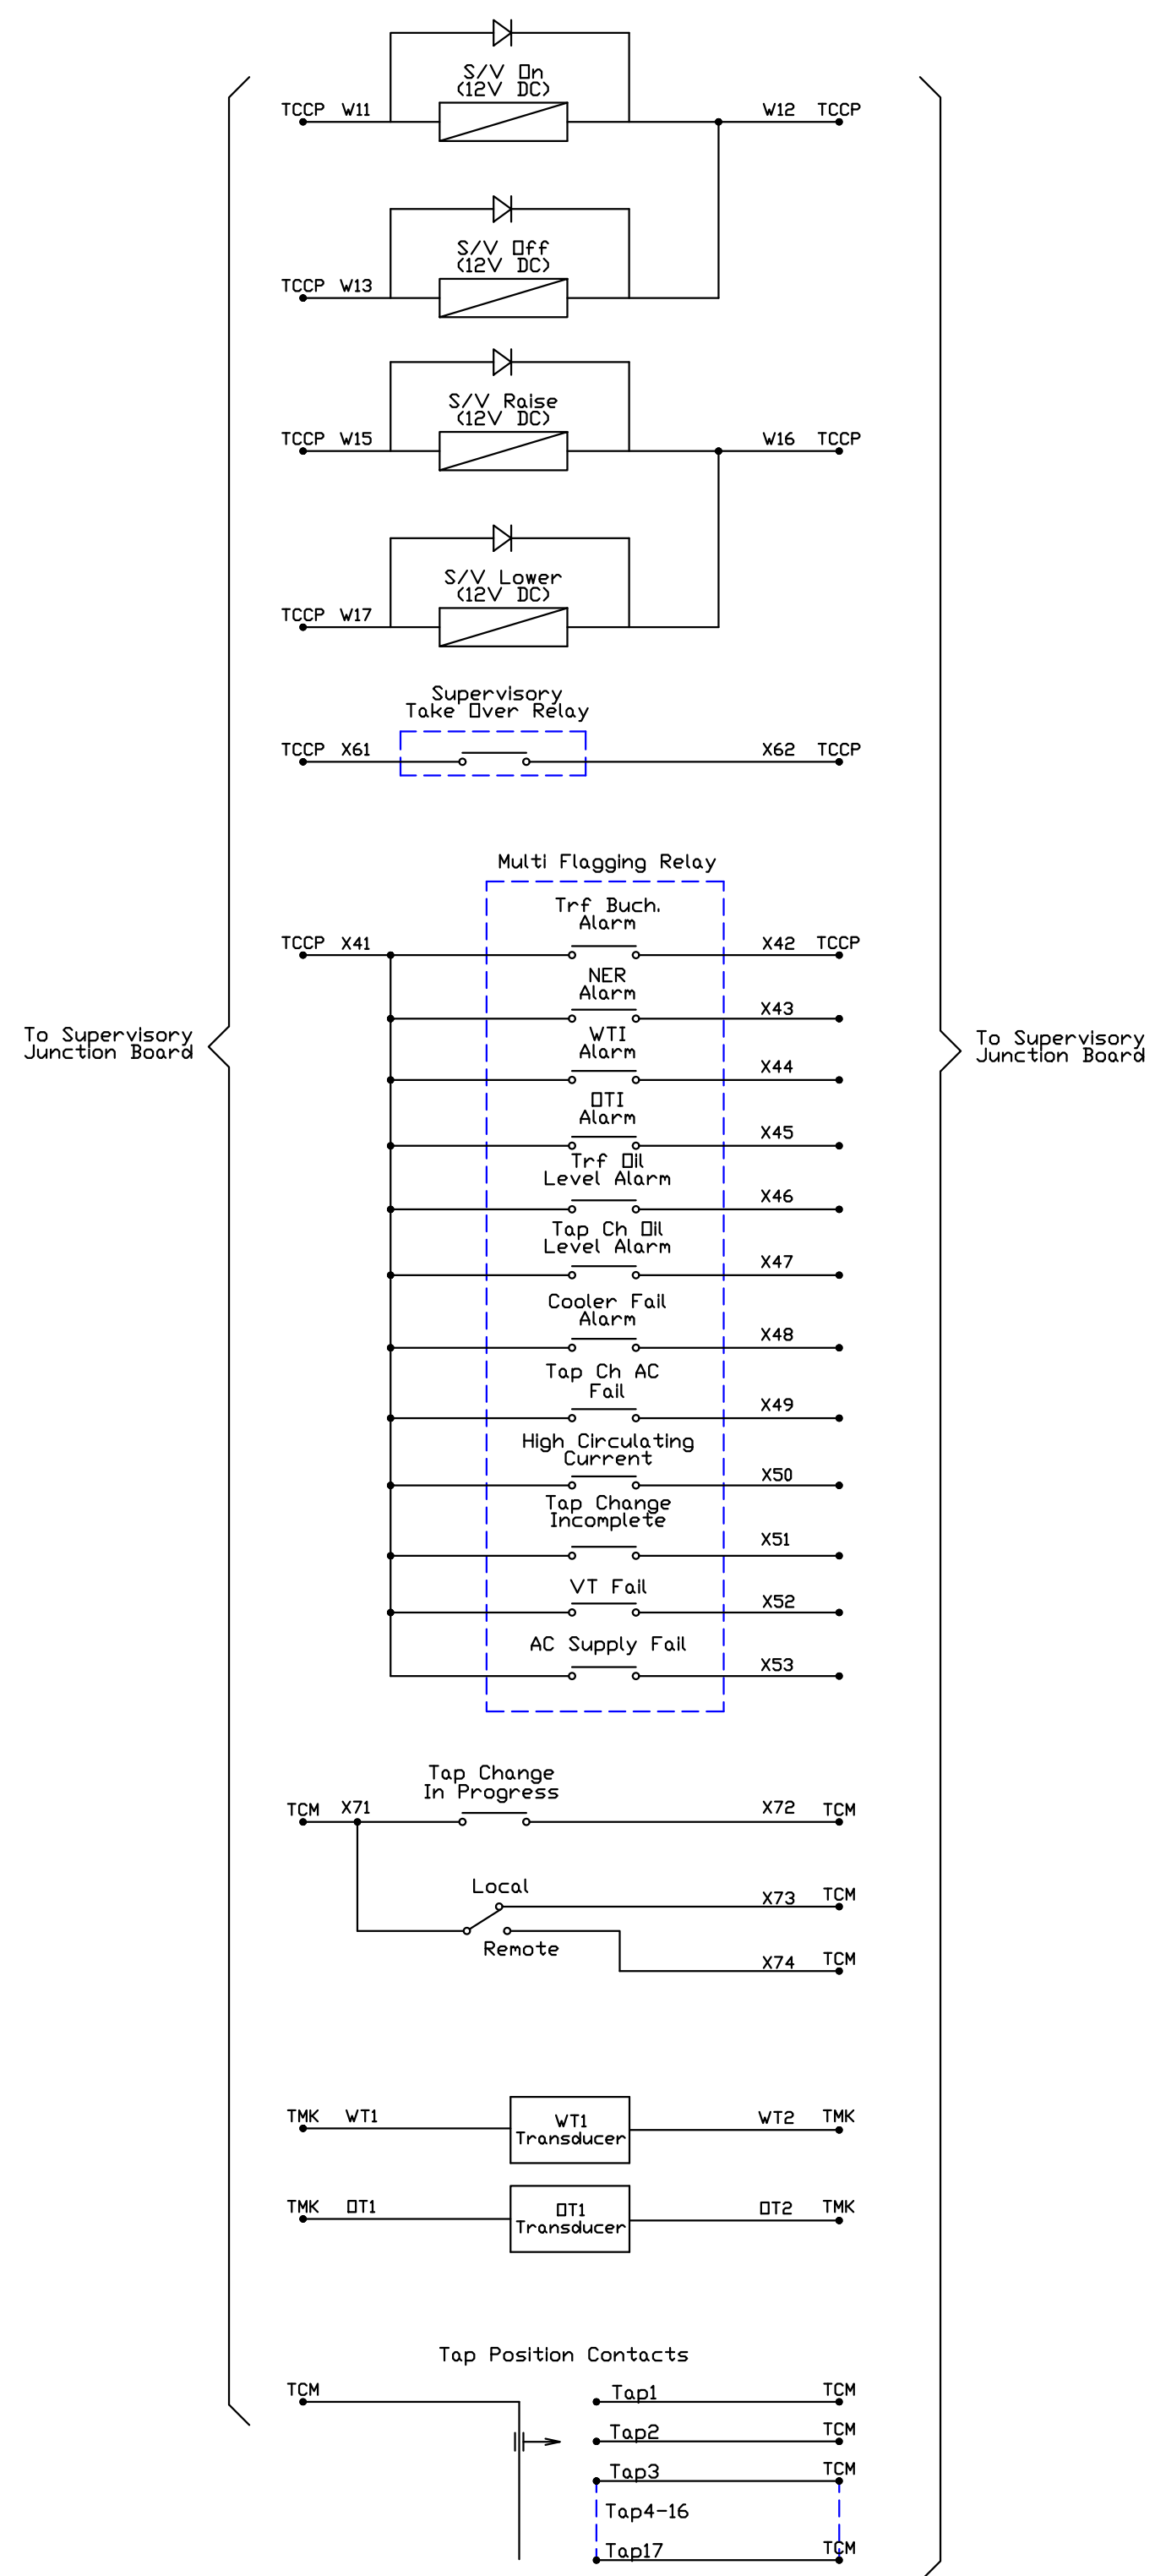 S/V On
(12V DC)
TCCP W11 W12 TCCP
S/V Off
(12V DC)
TCCP W13
S/V Raise
(12V DC)
TCCP W15 W16 TCCP
S/V Lower
(12V DC)
TCCP W17
Supervisory
Take Over Relay
TCCP X61 X62 TCCP
Multi Flagging Relay
Trf Buch.
Alarm
TCCP X41 X42 TCCP
NER
Alarm
X43
To Supervisory
Junction Board
To Supervisory
Junction Board
WTI
Alarm
X44
OTI
Alarm
X45
Trf Oil
Level Alarm
X46
Tap Ch Oil
Level Alarm
X47
Cooler Fail
Alarm
X48
Tap Ch AC
Fail
X49
High Circulating
Current
X50
Tap Change
Incomplete
X51
VT Fail
X52
AC Supply Fail
X53
Tap Change
In Progress
TCM X71 X72 TCM
Local
X73 TCM
Remote
X74 TCM
TMK WT1 WT2 TMK
WT1
Transducer
TMK OT1 OT2 TMK
OT1
Transducer
Tap Position Contacts
TCM Tap1 TCM
Tap2 TCM
Tap3 TCM
Tap4-16
Tap17 TCM